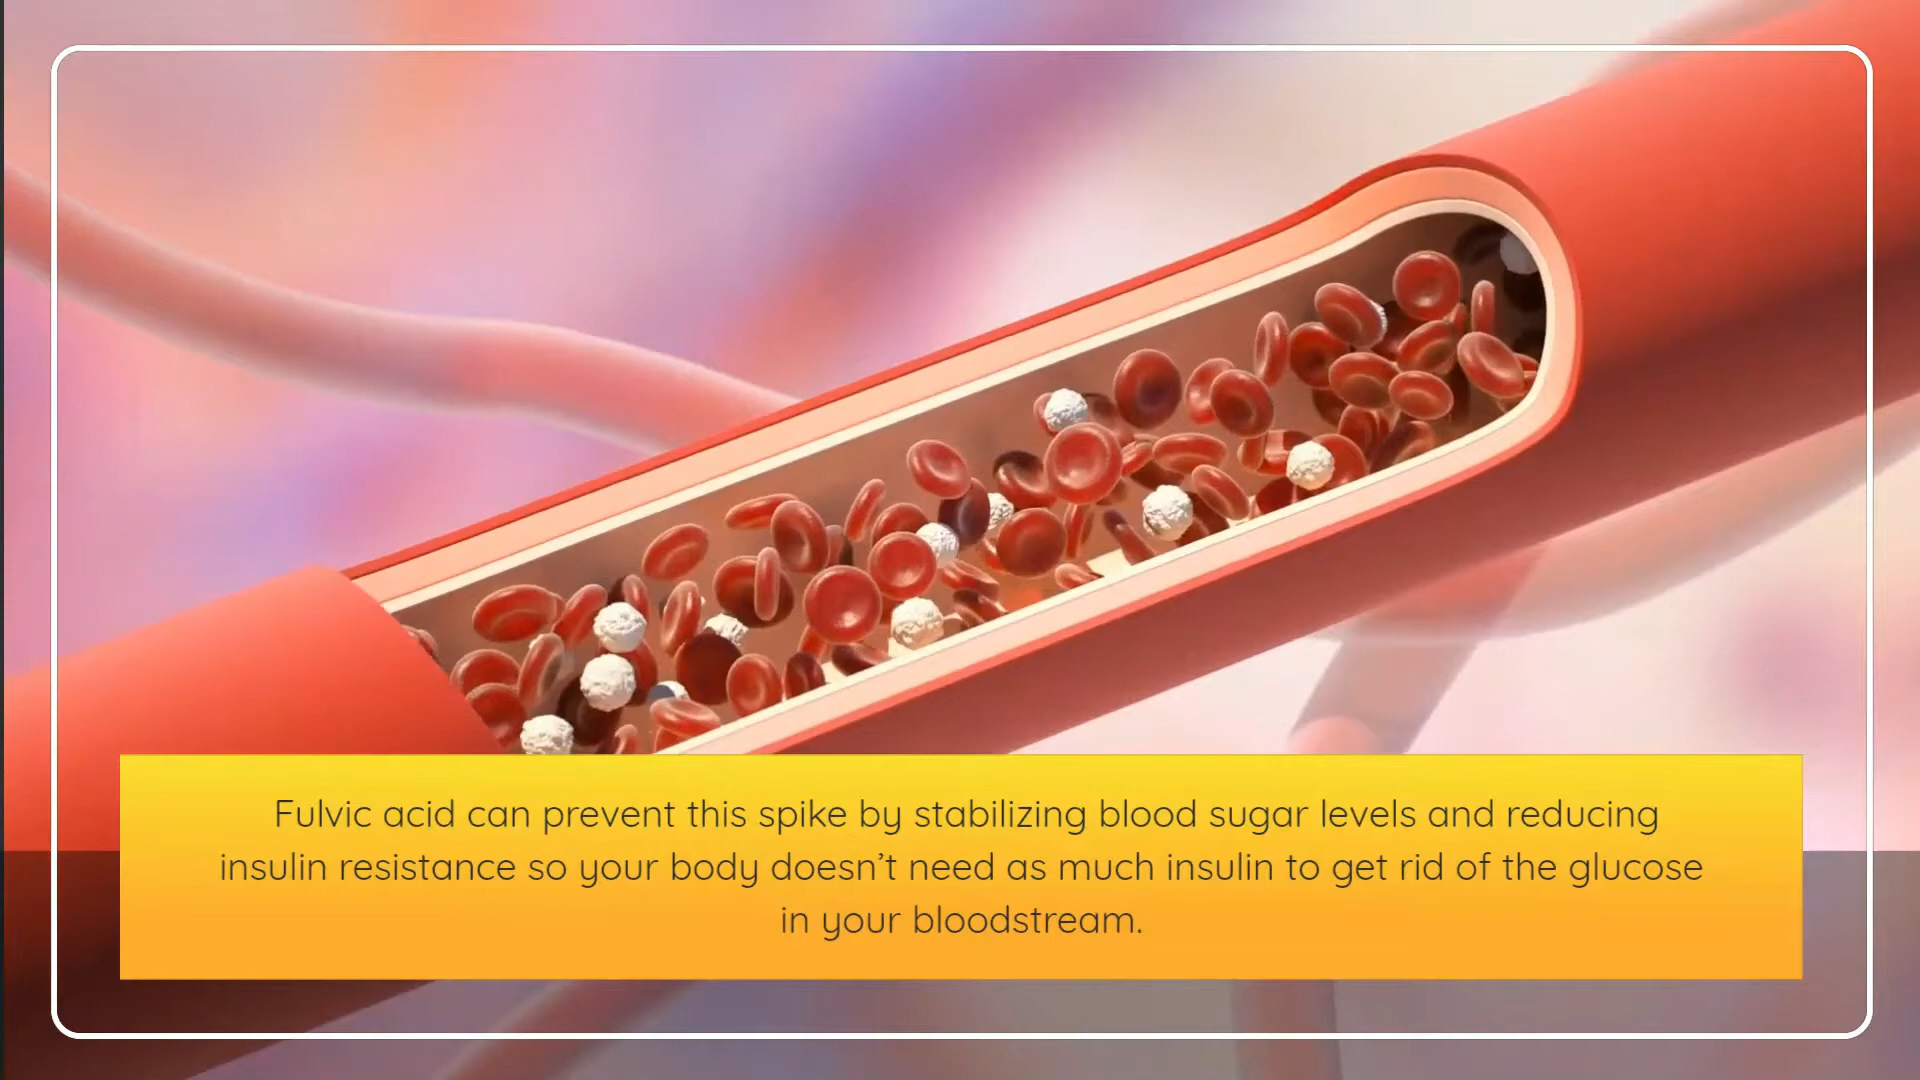 Fulvic acid can prevent this spike by stabilizing blood sugar levels and reducing
insulin resistance so your body doesn’t need as much insulin to get rid of the glucose
in your bloodstream.